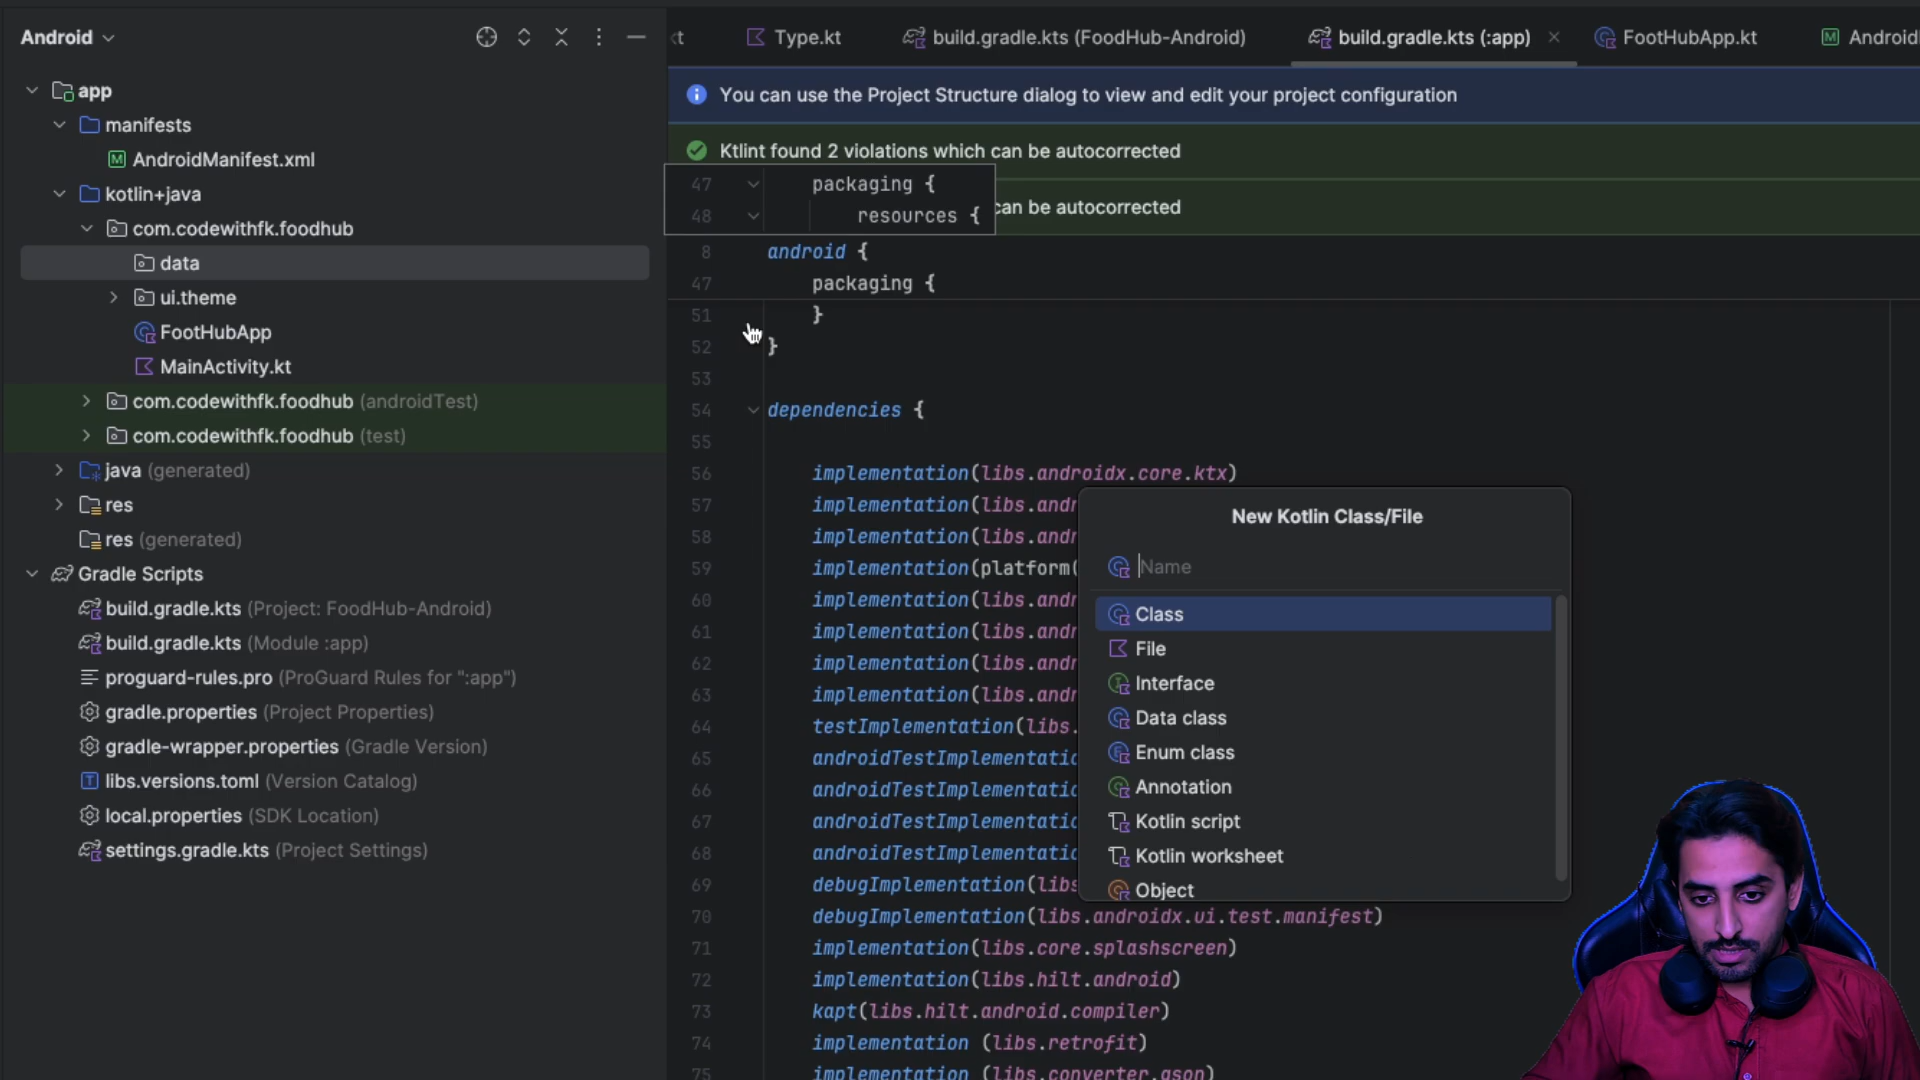 Android
app
manifests
AndroidManifest.xml
kotlin+java
com.codewithfk.foodhub
data
ui.theme
FootHubApp
MainActivity.kt
com.codewithfk.foodhub (androidTest)
com.codewithfk.foodhub (test)
java (generated)
res
res (generated)
Gradle Scripts
build.gradle.kts (Project: FoodHub-Android)
build.gradle.kts (Module :app)
proguard-rules.pro (ProGuard Rules for ":app")
gradle.properties (Project Properties)
gradle-wrapper.properties (Gradle Version)
libs.versions.toml (Version Catalog)
local.properties (SDK Location)
settings.gradle.kts (Project Settings)
Type.kt build.gradle.kts (FoodHub-Android) build.gradle.kts (:app) FootHubApp.kt Android
You can use the Project Structure dialog to view and edit your project configuration
Ktlint found 2 violations which can be autocorrected
47 packaging {
48 resources {
can be autocorrected
8 android {
47 packaging {
51 }
52 }
53
54 dependencies {
55
56 implementation(libs.androidx.core.ktx)
57 implementation(libs.andr
58 implementation(libs.andr
59 implementation(platform(
60 implementation(libs.andr
61 implementation(libs.andr
62 implementation(libs.andr
63 implementation(libs.andr
64 testImplementation(libs.
65 androidTestImplementatio
66 androidTestImplementatio
67 androidTestImplementatio
68 androidTestImplementatio
69 debugImplementation(libs
70 debugImplementation(libs.androidx.ui.test.manifest)
71 implementation(libs.core.splashscreen)
72 implementation(libs.hilt.android)
73 kapt(libs.hilt.android.compiler)
74 implementation (libs.retrofit)
75 implementation (libs.converter.gson)
New Kotlin Class/File
Name
Class
File
Interface
Data class
Enum class
Annotation
Kotlin script
Kotlin worksheet
Object